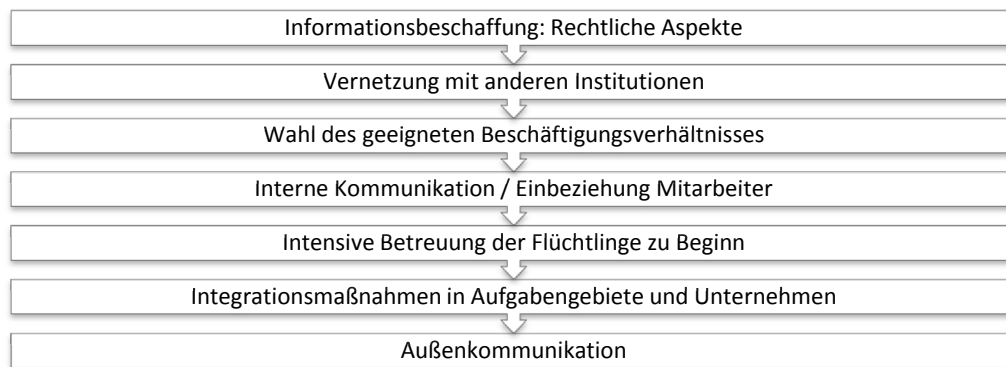 Informationsbeschaffung: Rechtliche Aspekte
Vernetzung mit anderen Institutionen
Wahl des geeigneten Beschäftigungsverhältnisses
Interne Kommunikation / Einbeziehung Mitarbeiter
Intensive Betreuung der Flüchtlinge zu Beginn
Integrationsmaßnahmen in Aufgabengebiete und Unternehmen
Außenkommunikation